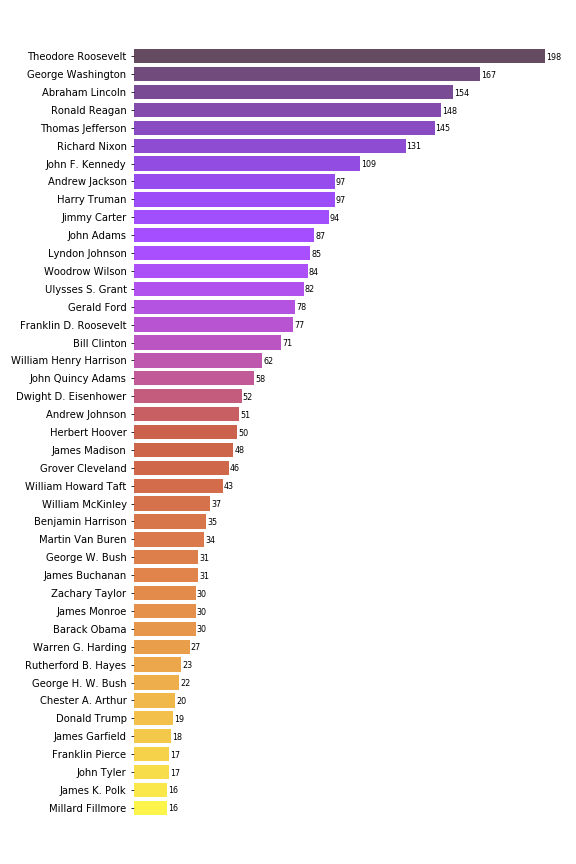 Theodore Roosevelt 198
George Washington 167
Abraham Lincoln 154
Ronald Reagan 148
Thomas Jefferson 145
Richard Nixon 131
John F. Kennedy 109
Andrew Jackson 97
Harry Truman 97
Jimmy Carter 94
John Adams 87
Lyndon Johnson 85
Woodrow Wilson 84
Ulysses S. Grant 82
Gerald Ford 78
Franklin D. Roosevelt 77
Bill Clinton 71
William Henry Harrison 62
John Quincy Adams 58
Dwight D. Eisenhower 52
Andrew Johnson 51
Herbert Hoover 50
James Madison 48
Grover Cleveland 46
William Howard Taft 43
William McKinley 37
Benjamin Harrison 35
Martin Van Buren 34
George W. Bush 31
James Buchanan 31
Zachary Taylor 30
James Monroe 30
Barack Obama 30
Warren G. Harding 27
Rutherford B. Hayes 23
George H. W. Bush 22
Chester A. Arthur 20
Donald Trump 19
James Garfield 18
Franklin Pierce 17
John Tyler 17
James K. Polk 16
Millard Fillmore 16